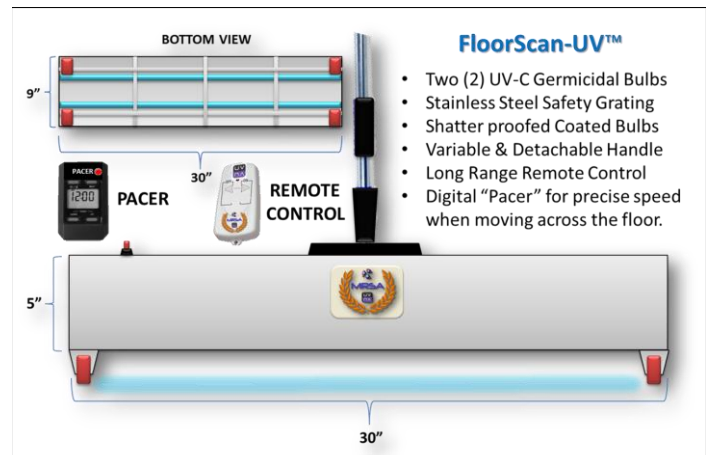 BOTTOM VIEW
FloorScan-UV™
• Two (2) UV-C Germicidal Bulbs
• Stainless Steel Safety Grating
• Shatter proofed Coated Bulbs
• Variable & Detachable Handle
• Long Range Remote Control
• Digital “Pacer” for precise speed
when moving across the floor.
9”
30”
PACER
12:00
PACER
UV
REMOTE
CONTROL
5”
MRSA
UV
30”